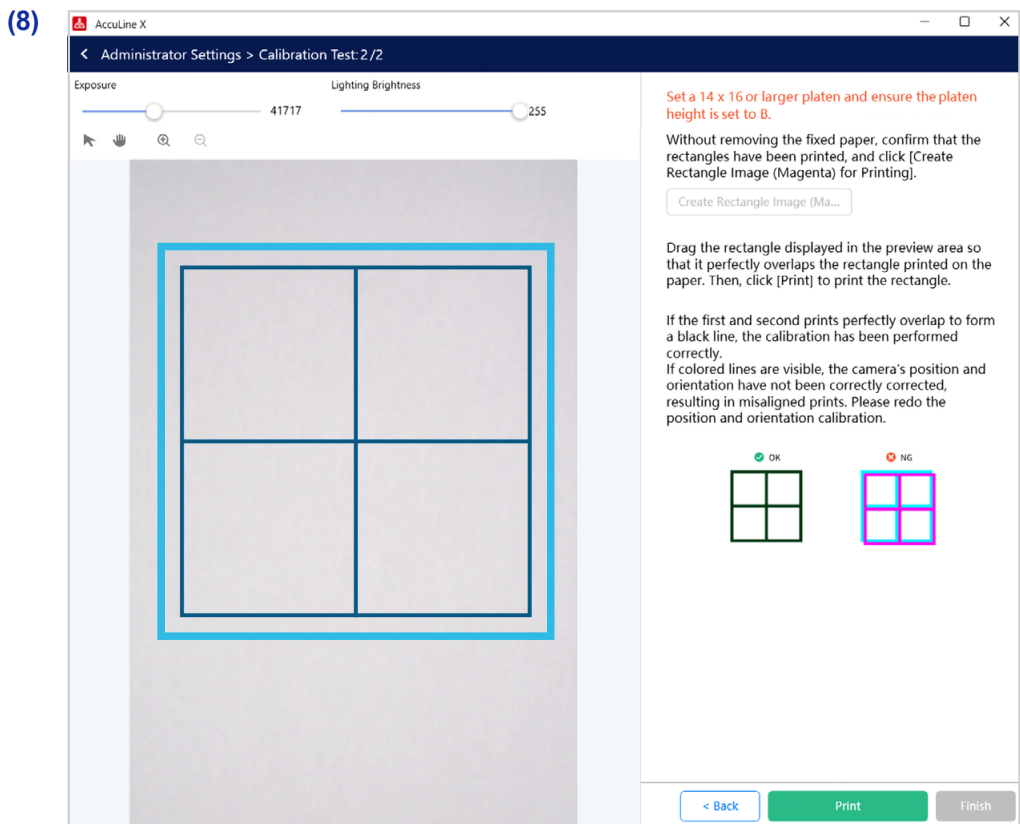 (8)
AccuLine X
< Administrator Settings > Calibration Test: 2/2
Exposure
41717
Lighting Brightness
255
Set a 14 x 16 or larger platen and ensure the platen
height is set to B.
Without removing the fixed paper, confirm that the
rectangles have been printed, and click [Create
Rectangle Image (Magenta) for Printing].
Create Rectangle Image (Ma...
Drag the rectangle displayed in the preview area so
that it perfectly overlaps the rectangle printed on the
paper. Then, click [Print] to print the rectangle.
If the first and second prints perfectly overlap to form
a black line, the calibration has been performed
correctly.
If colored lines are visible, the camera's position and
orientation have not been correctly corrected,
resulting in misaligned prints. Please redo the
position and orientation calibration.
OK
NG
< Back
Print
Finish